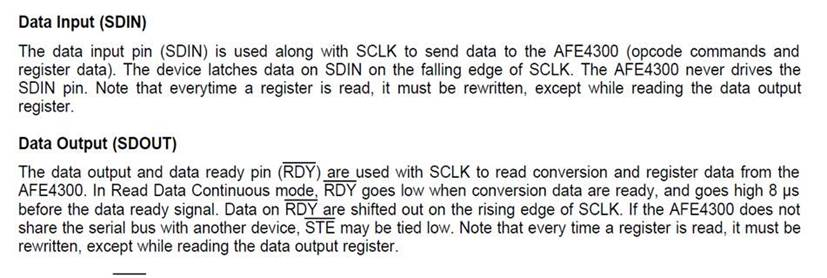 Data Input (SDIN)
The data input pin (SDIN) is used along with SCLK to send data to the AFE4300 (opcode commands and
register data). The device latches data on SDIN on the falling edge of SCLK. The AFE4300 never drives the
SDIN pin. Note that everytime a register is read, it must be rewritten, except while reading the data output
register.
Data Output (SDOUT)
The data output and data ready pin (RDY) are used with SCLK to read conversion and register data from the
AFE4300. In Read Data Continuous mode, RDY goes low when conversion data are ready, and goes high 8 µs
before the data ready signal. Data on RDY are shifted out on the rising edge of SCLK. If the AFE4300 does not
share the serial bus with another device, STE may be tied low. Note that every time a register is read, it must be
rewritten, except while reading the data output register.